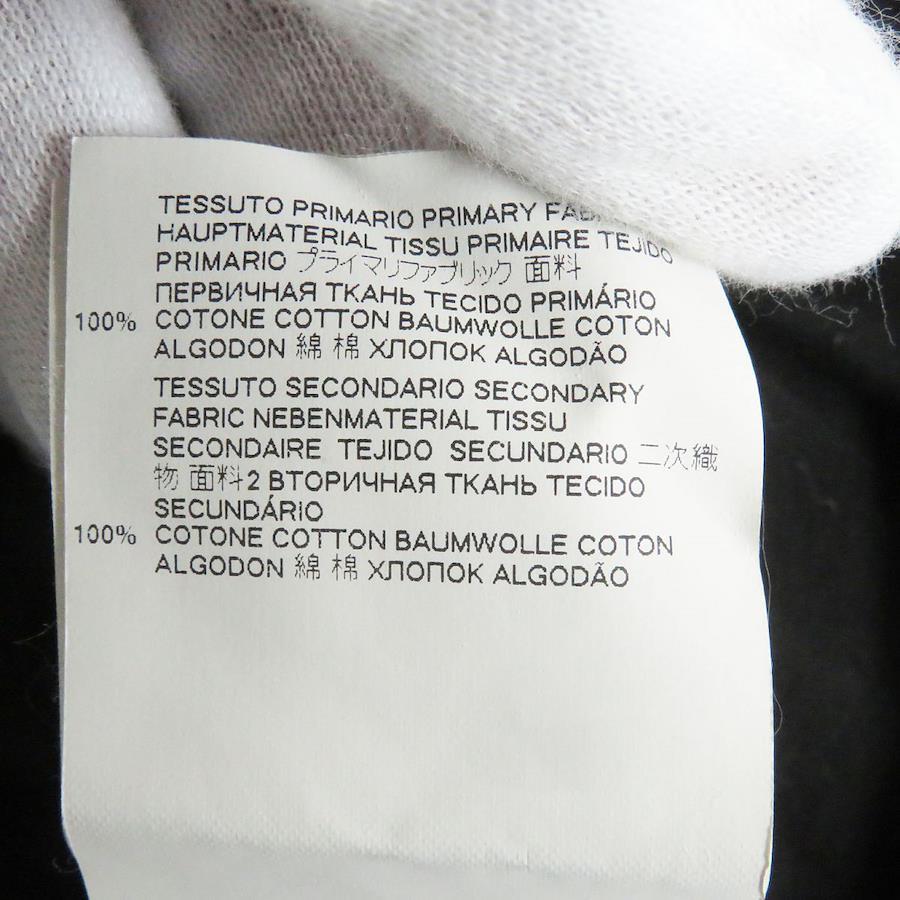 TESSUTO PRIMARIO PRIMARY
HAUPTMATERIAL TISSU PRIMAIRE TEJIDO
PRIMARIO プライマリファブリック 面料
ПЕРВИЧНАЯ ТКАНЬ TECIDO PRIMÁRIO
100% COTONE COTTON BAUMWOLLE COTON
ALGODON 綿 棉 ХЛОПОК ALGODÃO
TESSUTO SECONDARIO SECONDARY
FABRIC NEBENMATERIAL TISSU
SECONDAIRE TEJIDO SECUNDARIO 二次織
物 面料2 ВТОРИЧНАЯ ТКАНЬ TECIDO
SECUNDÁRIO
100% COTONE COTTON BAUMWOLLE COTON
ALGODON 綿 棉 ХЛОПОК ALGODÃO